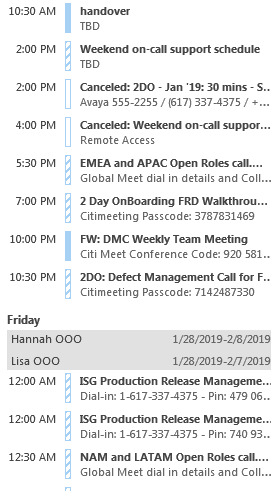 10:30 AM handover
TBD
2:00 PM Weekend on-call support schedule
TBD
2:00 PM Canceled: 2DO - Jan '19: 30 mins - S...
Avaya 555-2255 / (617) 337-4375 / +...
4:00 PM Canceled: Weekend on-call suppor...
Remote Access
5:30 PM EMEA and APAC Open Roles call....
Global Meet dial in details and Coll...
7:00 PM 2 Day OnBoarding FRD Walkthrou...
Citimeeting Passcode: 3787831469
10:00 PM FW: DMC Weekly Team Meeting
Citi Meet Conference Code: 920 581...
10:30 PM 2DO: Defect Management Call for F...
Citimeeting Passcode: 7142487330
Friday
Hannah OOO 1/28/2019-2/8/2019
Lisa OOO 1/28/2019-2/7/2019
12:00 AM ISG Production Release Manageme...
Dial-in: 1-617-337-4375 - Pin: 479 06...
12:00 AM ISG Production Release Manageme...
Dial-in: 1-617-337-4375 - Pin: 740 93...
12:30 AM NAM and LATAM Open Roles call....
Global Meet dial in details and Coll...